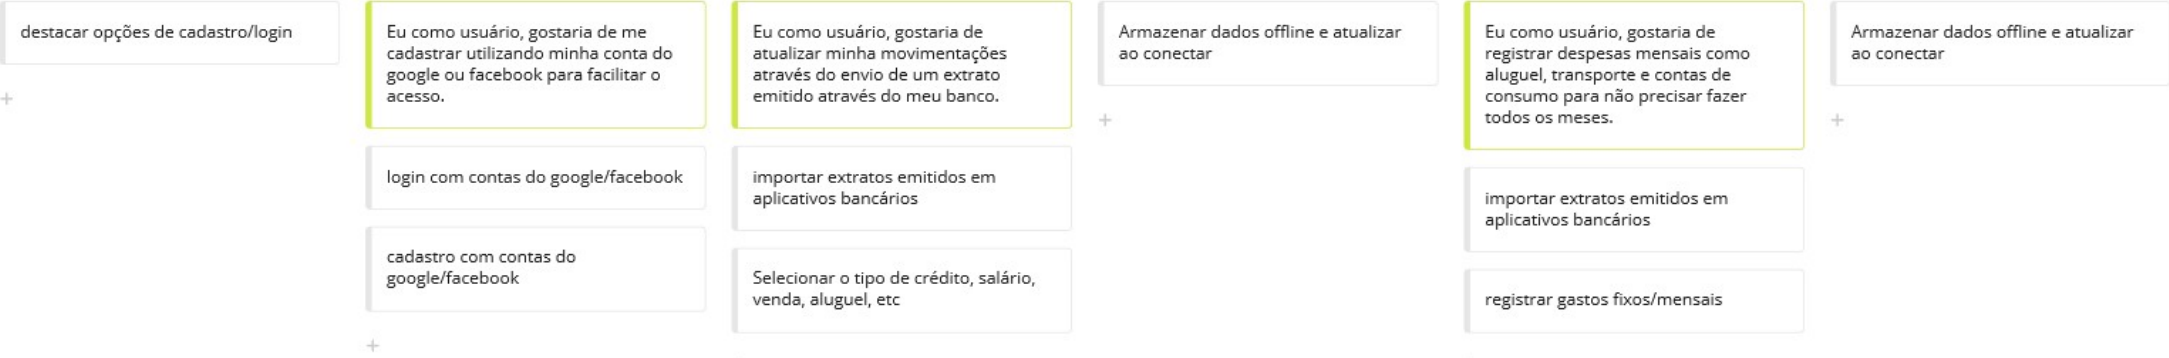 destacar opções de cadastro/login
+
Eu como usuário, gostaria de me
cadastrar utilizando minha conta do
google ou facebook para facilitar o
acesso.
login com contas do google/facebook
cadastro com contas do
google/facebook
+
Eu como usuário, gostaria de
atualizar minha movimentações
através do envio de um extrato
emitido através do meu banco.
importar extratos emitidos em
aplicativos bancários
Selecionar o tipo de crédito, salário,
venda, aluguel, etc
Armazenar dados offline e atualizar
ao conectar
+
Eu como usuário, gostaria de
registrar despesas mensais como
aluguel, transporte e contas de
consumo para não precisar fazer
todos os meses.
importar extratos emitidos em
aplicativos bancários
registrar gastos fixos/mensais
Armazenar dados offline e atualizar
ao conectar
+